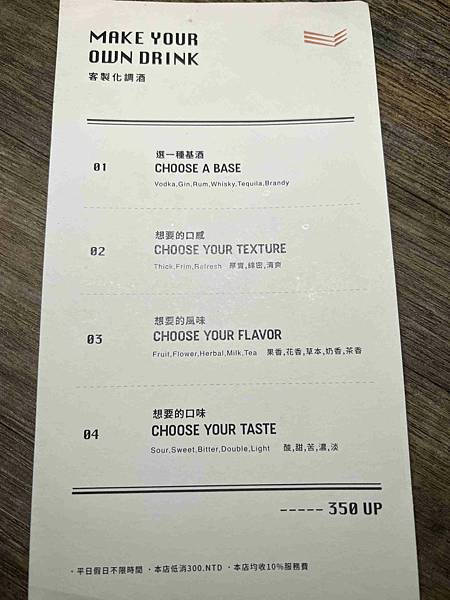 MAKE YOUR
OWN DRINK
客製化調酒
01
選一種基酒
CHOOSE A BASE
Vodka,Gin,Rum,Whisky,Tequila,Brandy
02
想要的口感
CHOOSE YOUR TEXTURE
Thick,Frim,Refresh 厚實,綿密,清爽
03
想要的風味
CHOOSE YOUR FLAVOR
Fruit,Flower,Herbal,Milk,Tea 果香,花香,草本,奶香,茶香
04
想要的口味
CHOOSE YOUR TASTE
Sour,Sweet,Bitter,Double,Light 酸,甜,苦,濃,淡
----- 350 UP
・平日假日不限時間 ・本店低消300.NTD ・本店均收10%服務費